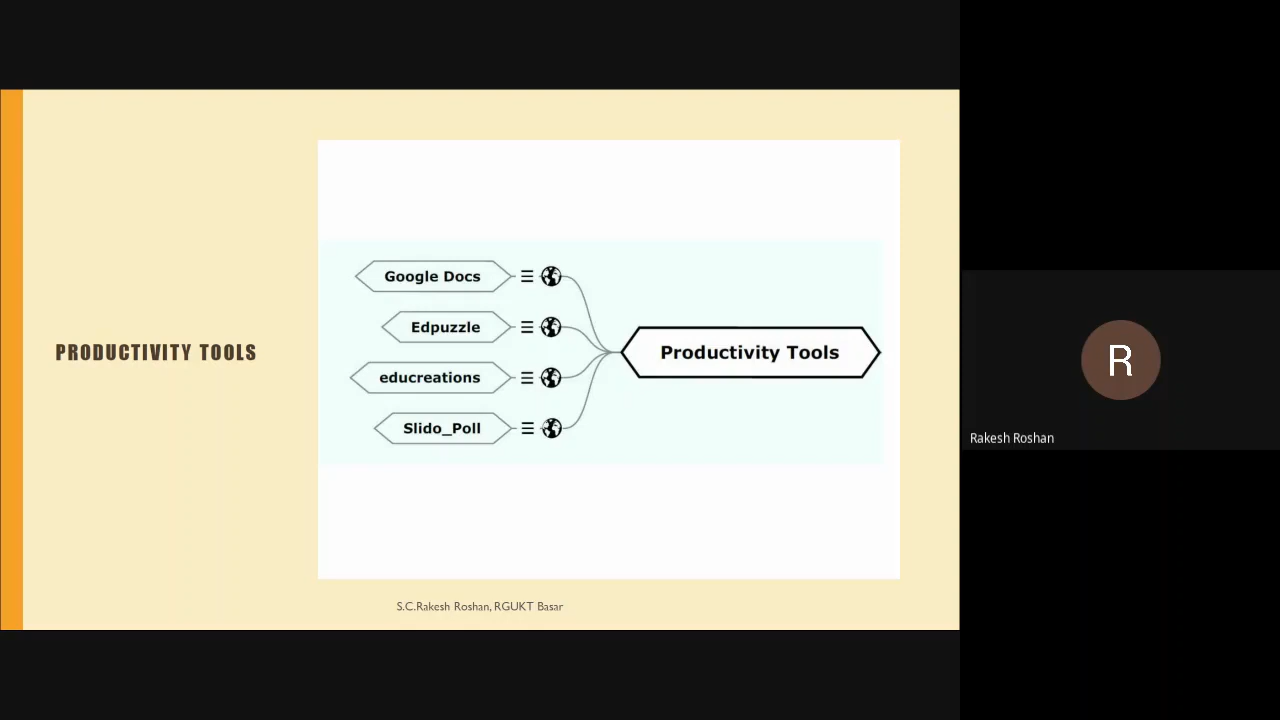 PRODUCTIVITY TOOLS
Google Docs
Edpuzzle
educreations
Slido_Poll
Productivity Tools
S.C.Rakesh Roshan, RGUKT Basar
R
Rakesh Roshan